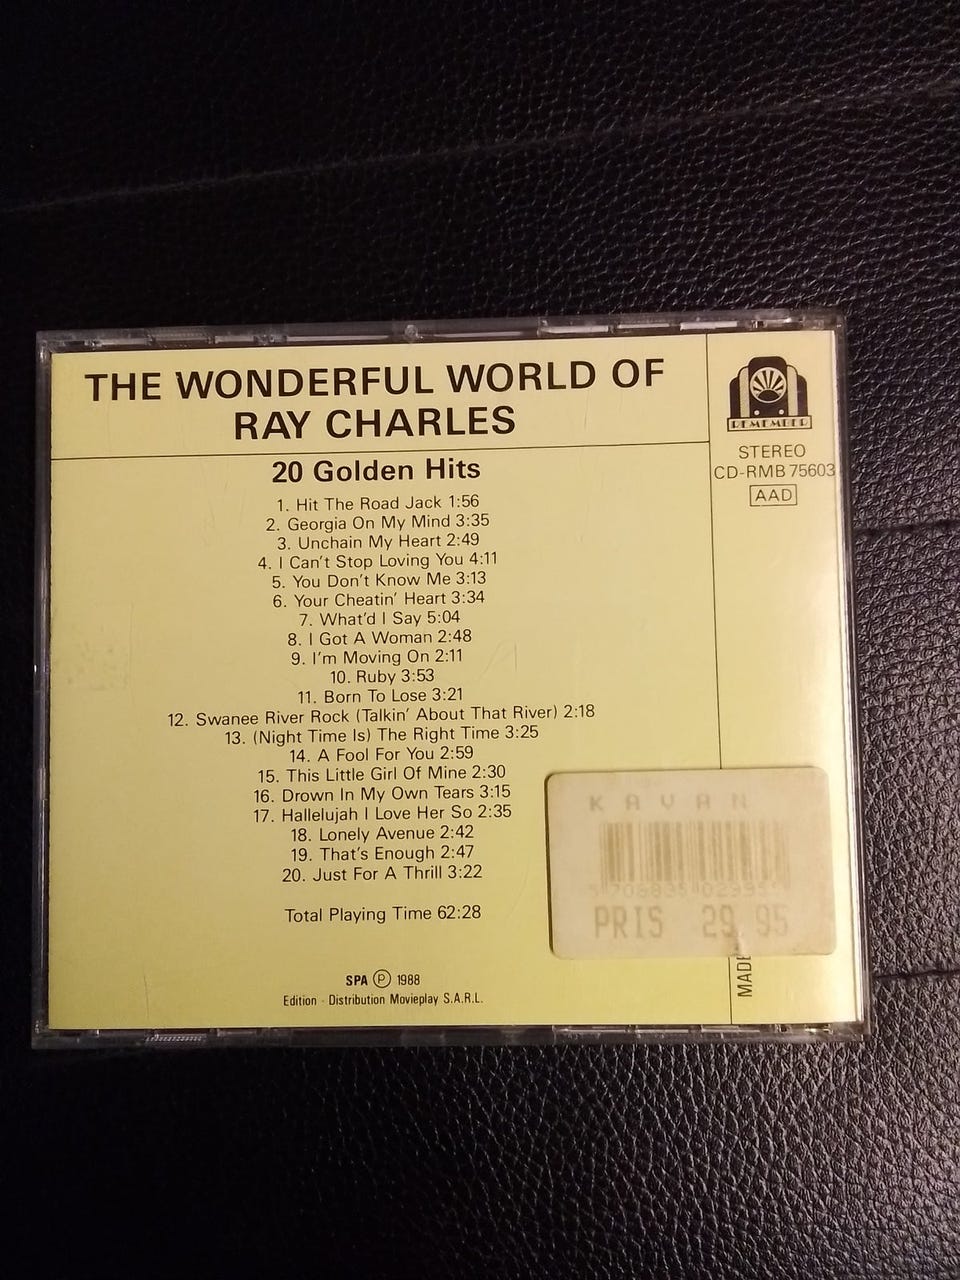 THE WONDERFUL WORLD OF
RAY CHARLES
20 Golden Hits
1. Hit The Road Jack 1:56
2. Georgia On My Mind 3:35
3. Unchain My Heart 2:49
4. I Can't Stop Loving You 4:11
5. You Don't Know Me 3:13
6. Your Cheatin' Heart 3:34
7. What'd I Say 5:04
8. I Got A Woman 2:48
9. I'm Moving On 2:11
10. Ruby 3:53
11. Born To Lose 3:21
12. Swanee River Rock (Talkin' About That River) 2:18
13. (Night Time Is) The Right Time 3:25
14. A Fool For You 2:59
15. This Little Girl Of Mine 2:30
16. Drown In My Own Tears 3:15
17. Hallelujah I Love Her So 2:35
18. Lonely Avenue 2:42
19. That's Enough 2:47
20. Just For A Thrill 3:22
Total Playing Time 62:28
SPA Ⓟ 1988
Edition · Distribution Movieplay S.A.R.L.
REMEMBER
STEREO
CD-RMB 75603
AAD
KAVAN
PRIS 29.95
MADE